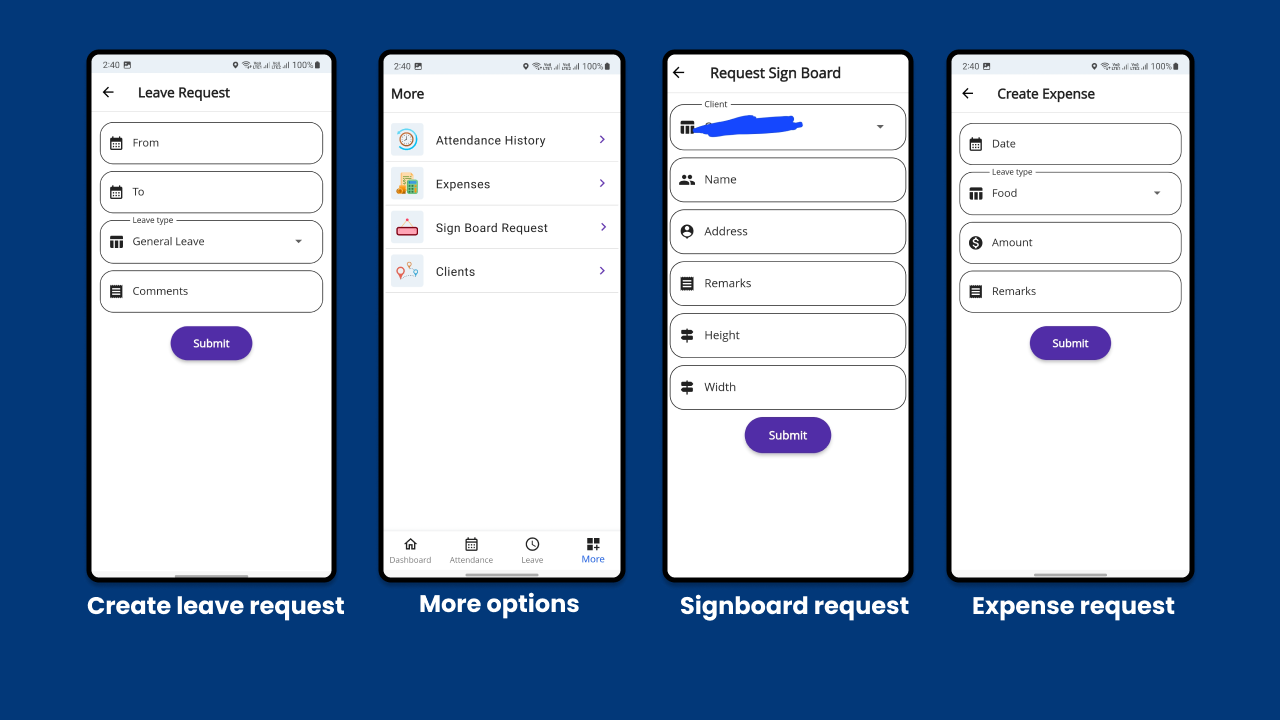 2:40
100%
Leave Request
From
To
Leave type
General Leave
Comments
Submit
Create leave request
2:40
100%
More
Attendance History
Expenses
Sign Board Request
Clients
Dashboard
Attendance
Leave
More
More options
Request Sign Board
Client
Name
Address
Remarks
Height
Width
Submit
Signboard request
2:40
100%
Create Expense
Date
Leave type
Food
Amount
Remarks
Submit
Expense request